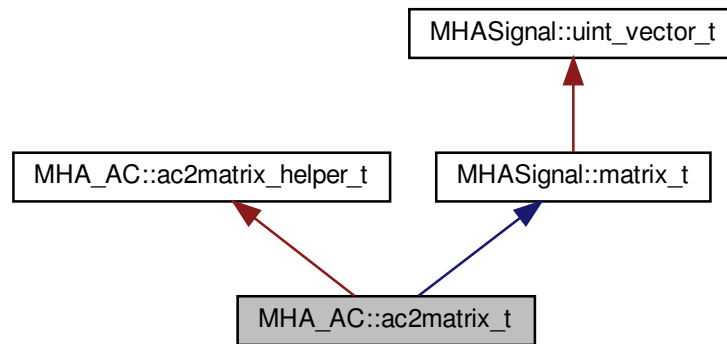 MHASignal::uint_vector_t
MHA_AC::ac2matrix_helper_t
MHASignal::matrix_t
MHA_AC::ac2matrix_t